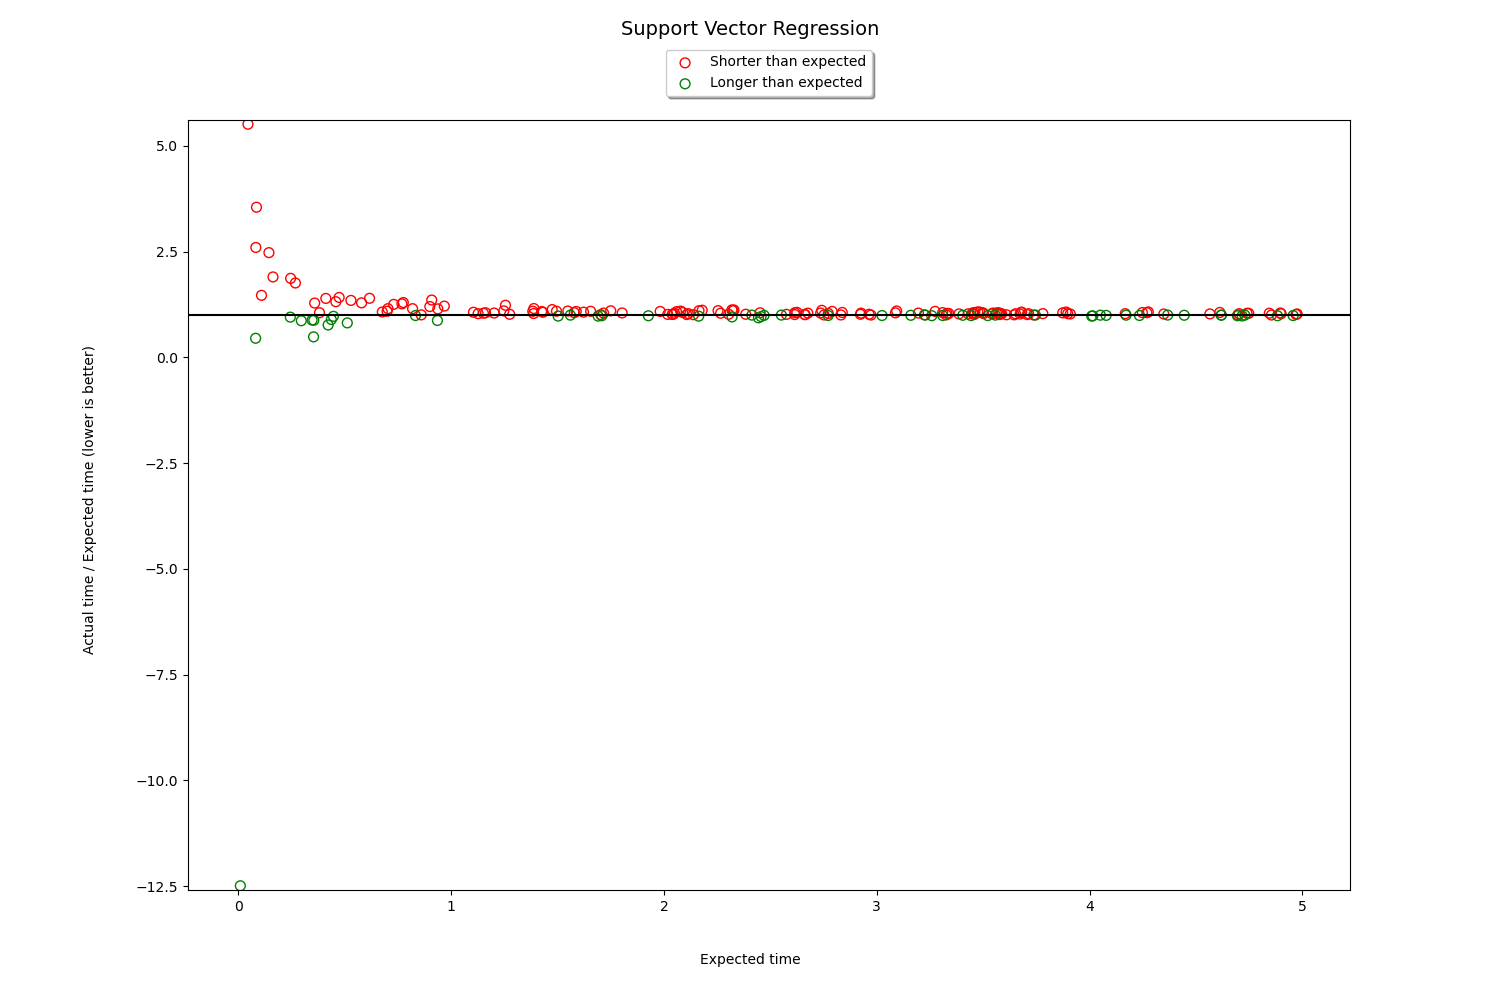 Support Vector Regression
Shorter than expected
Longer than expected
5.0
2.5
0.0
−2.5
−5.0
−7.5
−10.0
−12.5
Actual time / Expected time (lower is better)
0 1 2 3 4 5
Expected time